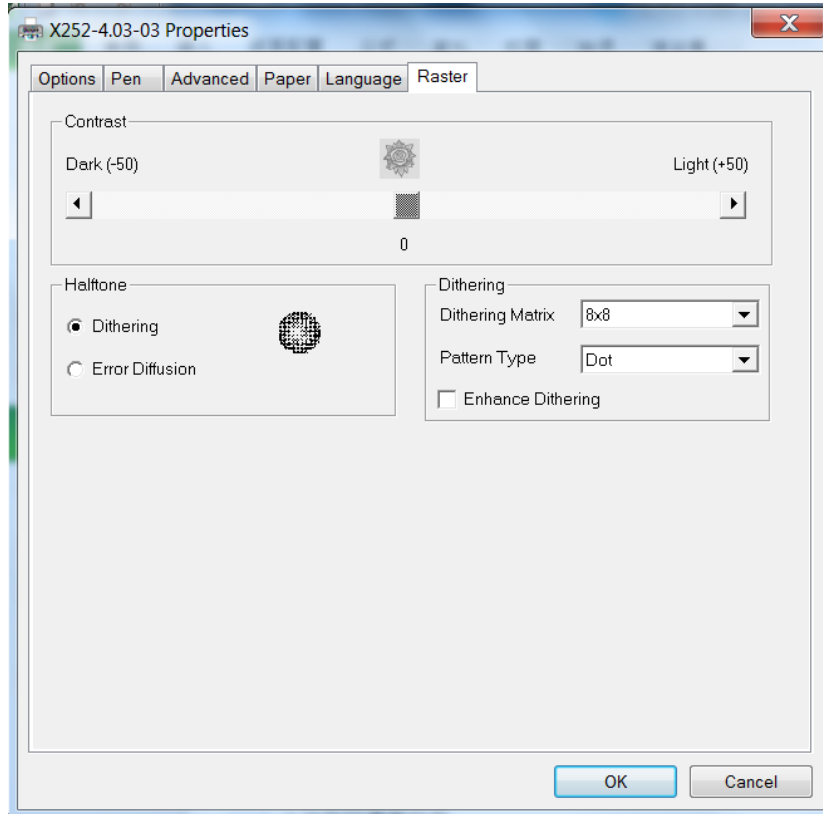 X252-4.03-03 Properties
Options Pen Advanced Paper Language Raster
Contrast
Dark (-50) Light (+50)
0
Halftone
Dithering
Error Diffusion
Dithering
Dithering Matrix 8x8
Pattern Type Dot
Enhance Dithering
OK Cancel